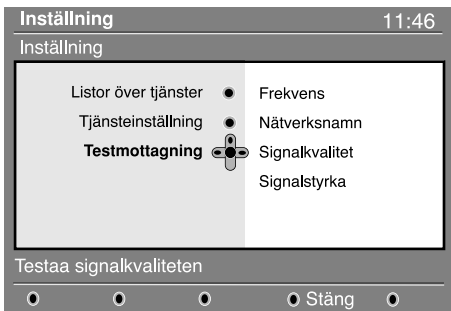 Inställning 11:46
Inställning
Listor över tjänster Frekvens
Tjänsteinställning Nätverksnamn
Testmottagning Signalkvalitet
Signalstyrka
Testaa signalkvaliteten
Stäng